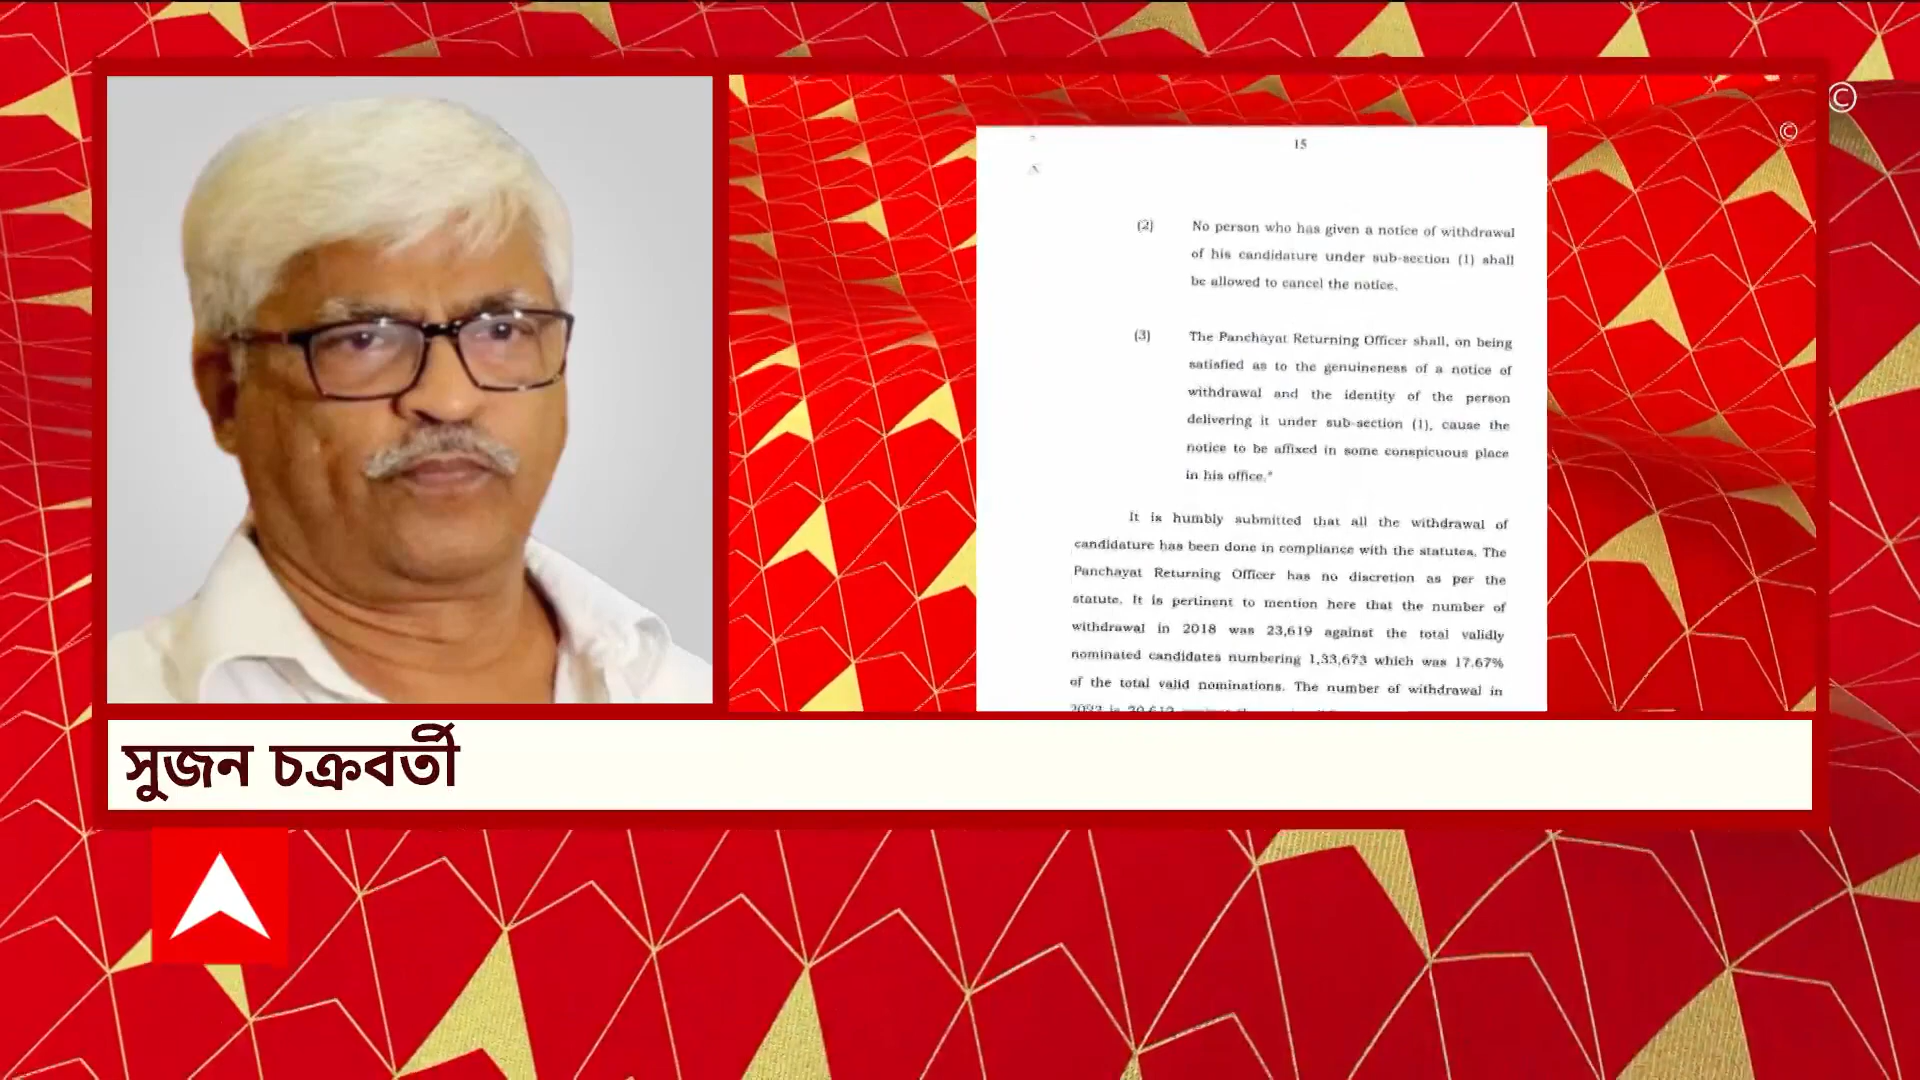 ©
©
15
(2) No person who has given a notice of withdrawal
of his candidature under sub-section (1) shall
be allowed to cancel the notice.
(3) The Panchayat Returning Officer shall, on being
satisfied as to the genuineness of a notice of
withdrawal and the identity of the person
delivering it under sub-section (1), cause the
notice to be affixed in some conspicuous place
in his office."
It is humbly submitted that all the withdrawal of
candidature has been done in compliance with the statutes. The
Panchayat Returning Officer has no discretion as per the
statute. It is pertinent to mention here that the number of
withdrawal in 2018 was 23,619 against the total validly
nominated candidates numbering 1,33,673 which was 17.67%
of the total valid nominations. The number of withdrawal in
সুজন চক্রবর্তী